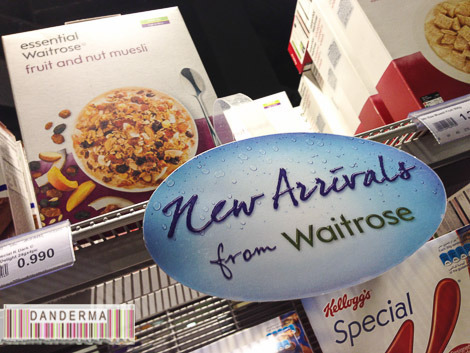 essential
Waitrose
fruit and nut muesli
New Arrivals
from Waitrose
0.990
DANDERMA
Kellogg's
Special